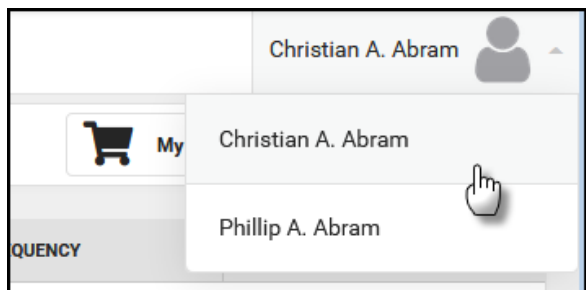 Christian A. Abram
My
Christian A. Abram
Phillip A. Abram
QUENCY